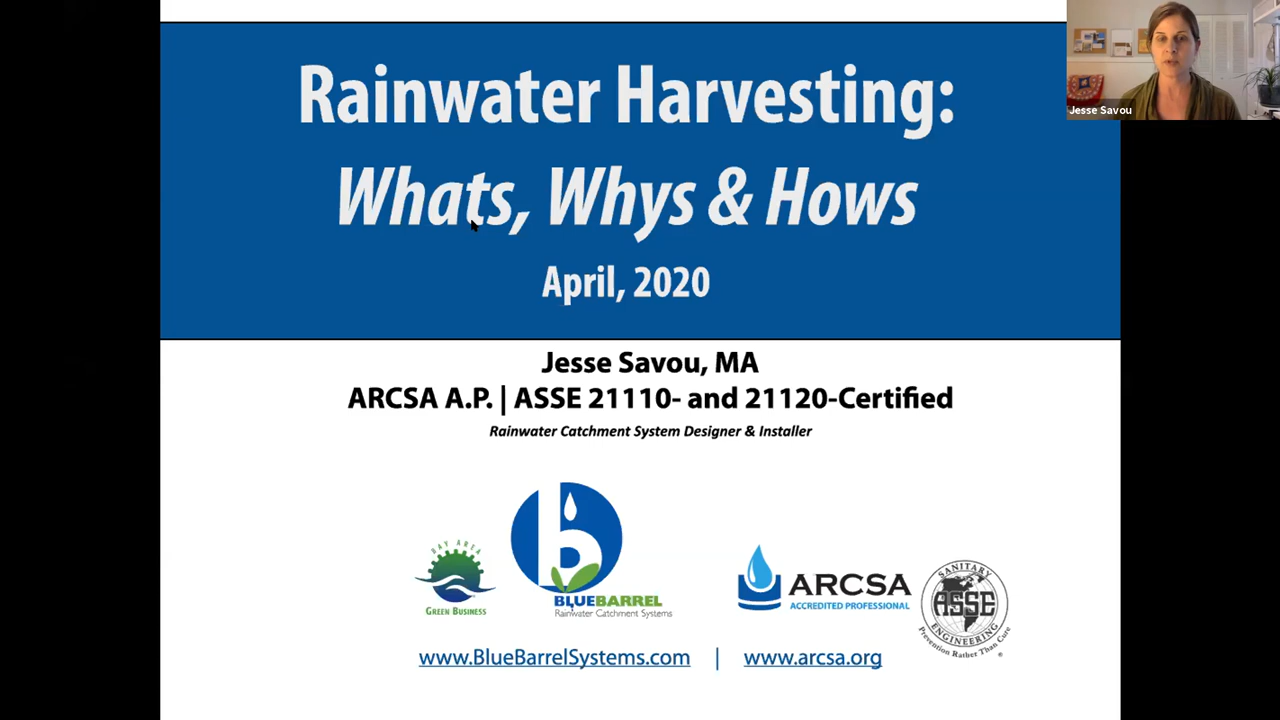 Rainwater Harvesting:
Whats, Whys & Hows
April, 2020
Jesse Savou
Jesse Savou, MA
ARCSA A.P. | ASSE 21110- and 21120-Certified
Rainwater Catchment System Designer & Installer
BAY AREA
GREEN BUSINESS
b
BLUEBARREL
Rainwater Catchment Systems
ARCSA
ACCREDITED PROFESSIONAL
SANITARY
ASSE
ENGINEERING
Prevention Rather Than Cure
®
www.BlueBarrelSystems.com | www.arcsa.org